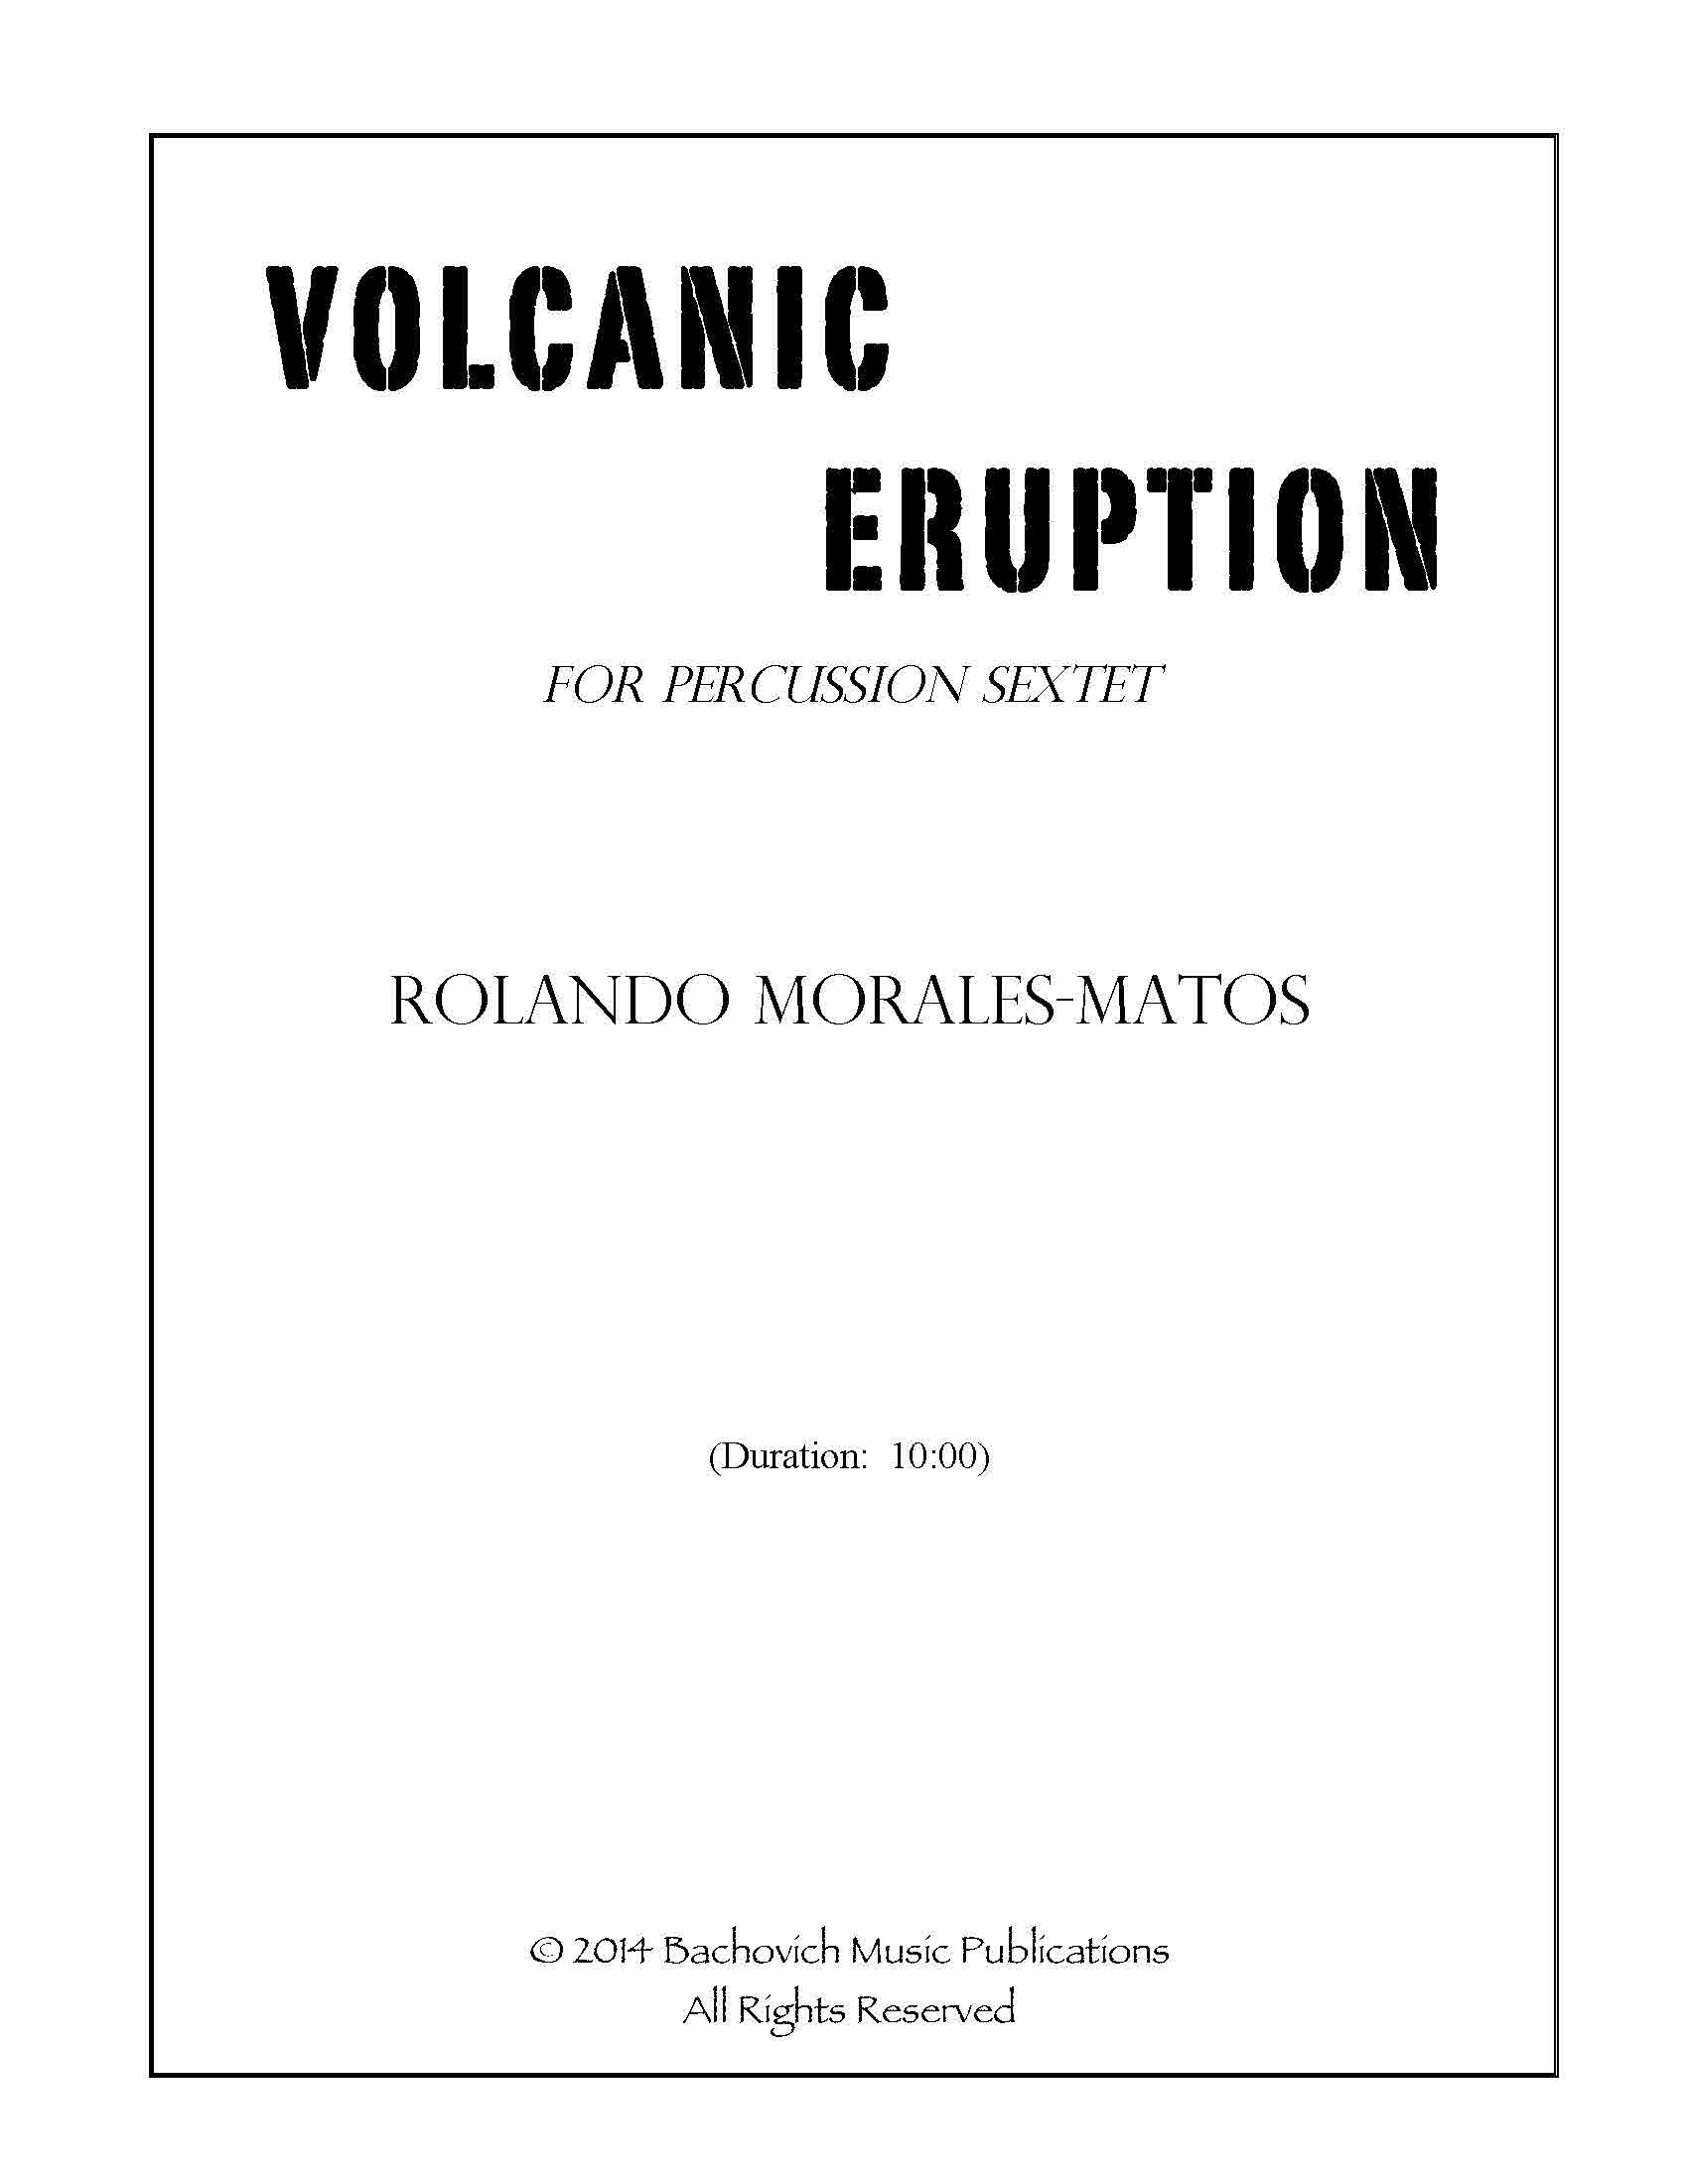 VOLCANIC
ERUPTION
FOR PERCUSSION SEXTET
ROLANDO MORALES-MATOS
(Duration: 10:00)
© 2014 Bachovich Music Publications
All Rights Reserved